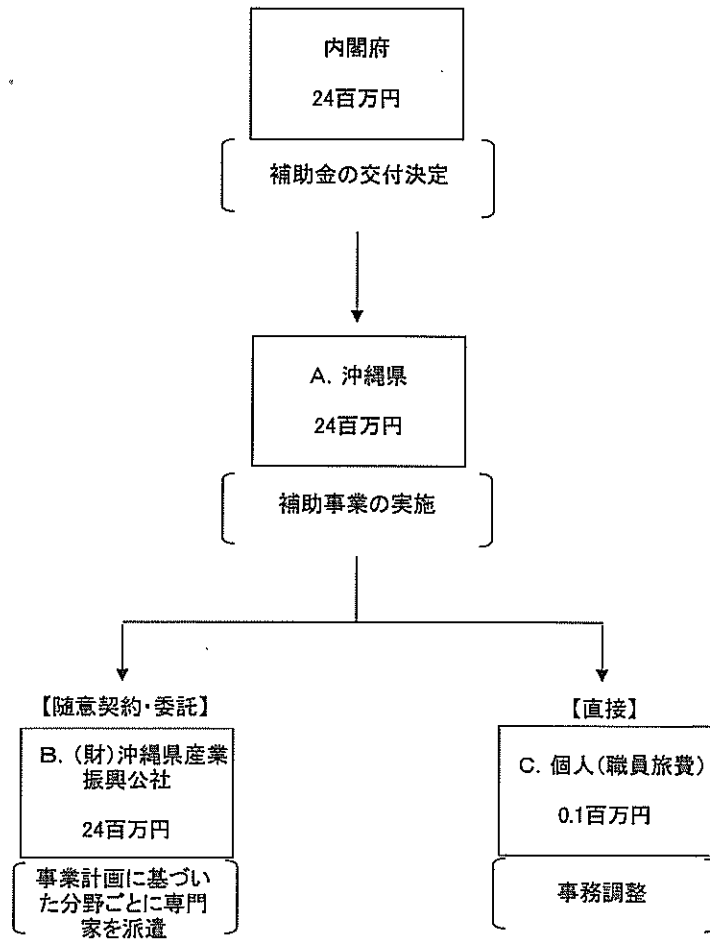 内閣府
24百万円
補助金の交付決定
A. 沖縄県
24百万円
補助事業の実施
【随意契約・委託】
B. (財)沖縄県産業
振興公社
24百万円
事業計画に基づい
た分野ごとに専門
家を派遣
【直接】
C. 個人(職員旅費)
0.1百万円
事務調整